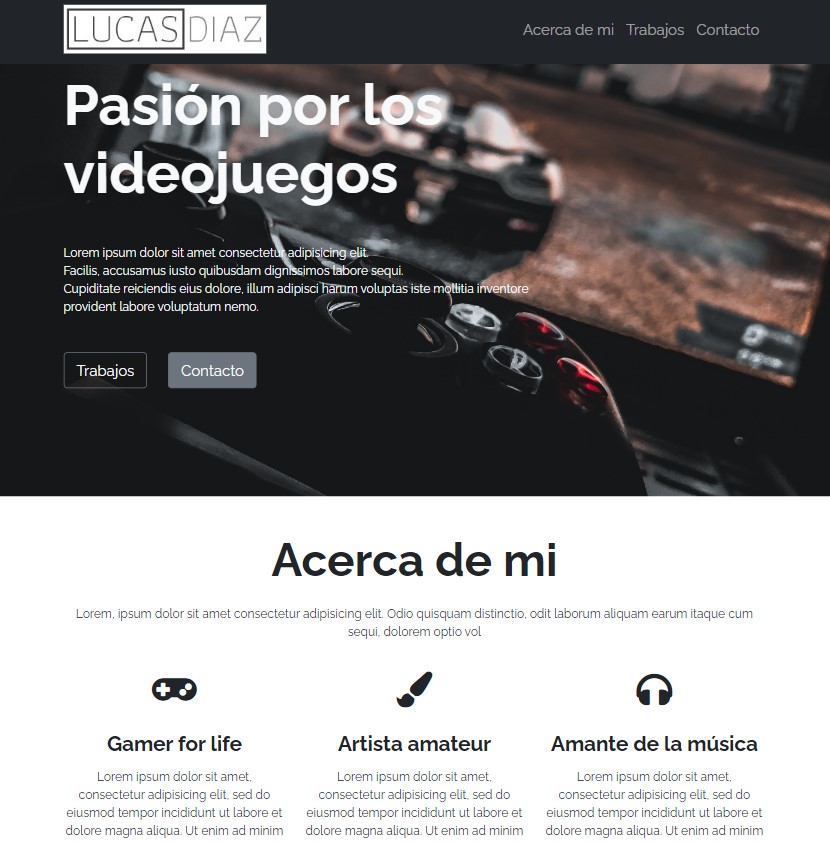 LUCASDIAZ
Acerca de mi Trabajos Contacto
Pasión por los
videojuegos
Lorem ipsum dolor sit amet consectetur adipisicing elit.
Facilis, accusamus iusto quibusdam dignissimos labore sequi.
Cupiditate reiciendis eius dolore, illum adipisci harum voluptas iste mollitia inventore
provident labore voluptatum nemo.
Trabajos Contacto
Acerca de mi
Lorem, ipsum dolor sit amet consectetur adipisicing elit. Odio quisquam distinctio, odit laborum aliquam earum itaque cum
sequi, dolorem optio vol
Gamer for life
Lorem ipsum dolor sit amet,
consectetur adipiscing elit, sed do
eiusmod tempor incididunt ut labore et
dolore magna aliqua. Ut enim ad minim
Artista amateur
Lorem ipsum dolor sit amet,
consectetur adipiscing elit, sed do
eiusmod tempor incididunt ut labore et
dolore magna aliqua. Ut enim ad minim
Amante de la música
Lorem ipsum dolor sit amet,
consectetur adipiscing elit, sed do
eiusmod tempor incididunt ut labore et
dolore magna aliqua. Ut enim ad minim